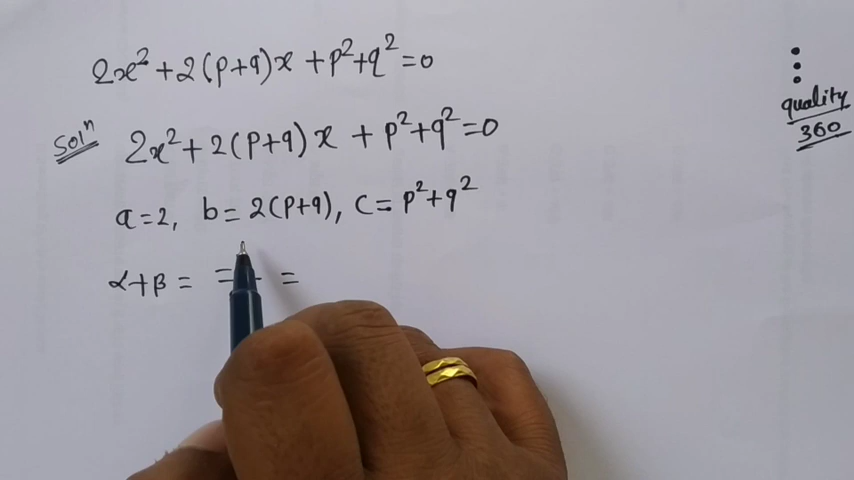 2x²+2(p+q)x+p²+q²=0
quality
360
Solⁿ
2x²+2(p+q)x+p²+q²=0
a=2, b=2(p+q), c=p²+q²
α+β= =